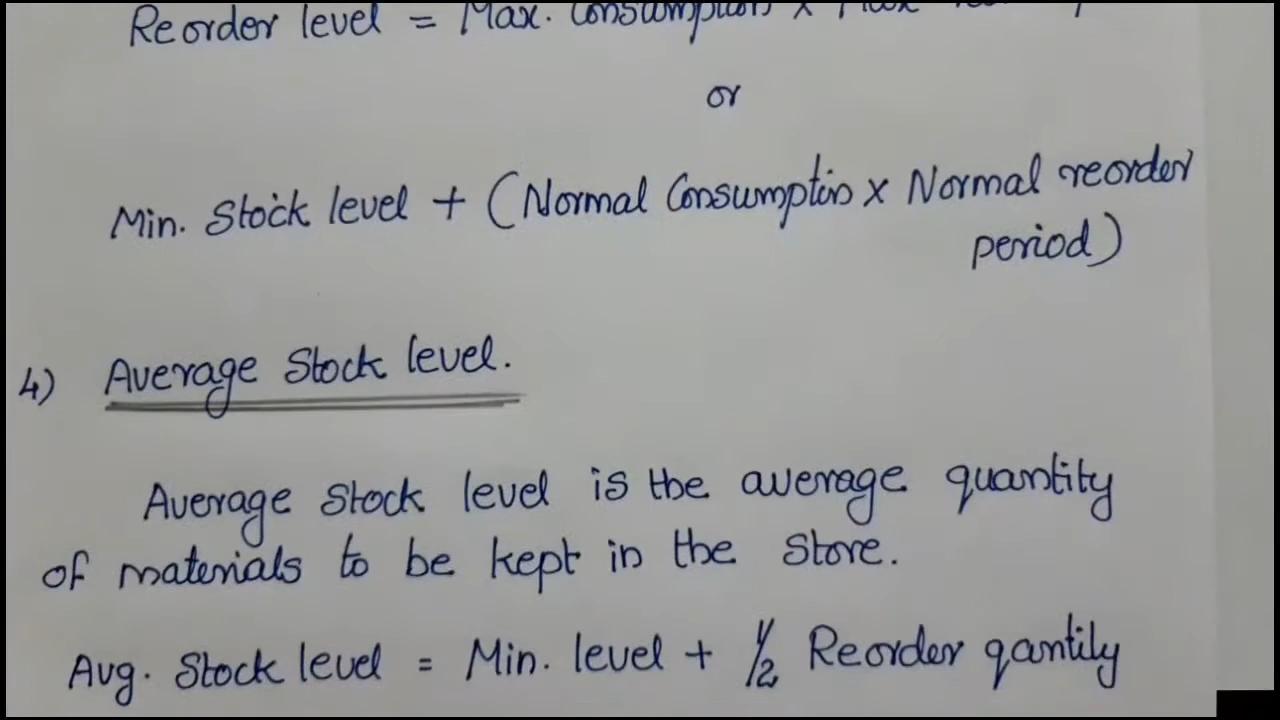 Reorder level = Max. Consumption x Max
or
Min. Stock level + (Normal Consumption x Normal reorder
period)
4) Average Stock level.
Average Stock level is the average quantity
of materials to be kept in the store.
Avg. Stock level = Min. level + 1/2 Reorder qantity